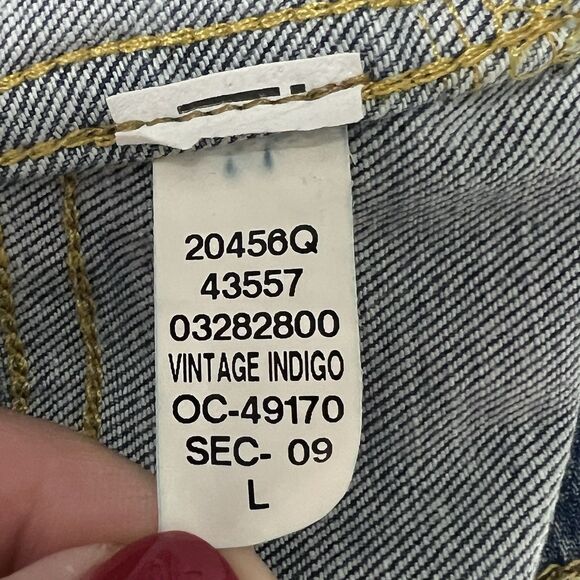 20456Q
43557
03282800
VINTAGE INDIGO
OC-49170
SEC- 09
L